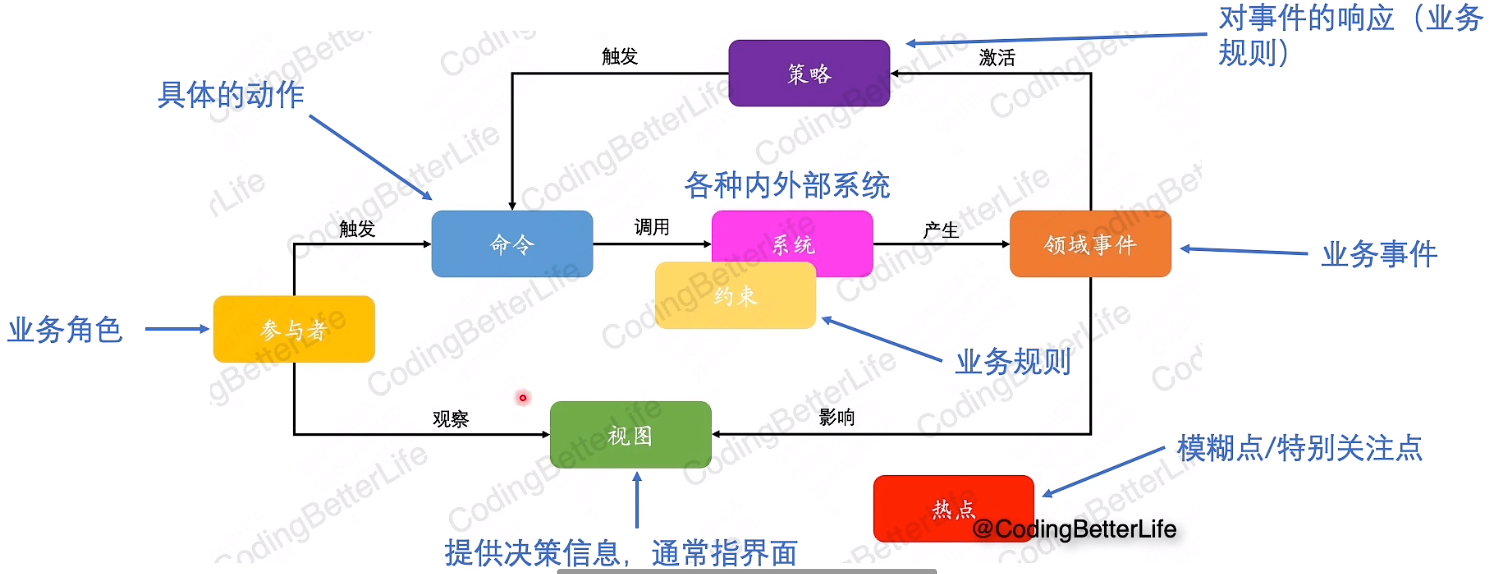 对事件的响应（业务
规则）
触发
策略
激活
具体的动作
各种内外部系统
触发
命令
调用
系统
产生
领域事件
业务事件
约束
业务角色
参与者
业务规则
观察
视图
影响
模糊点/特别关注点
热点
@CodingBetterLife
提供决策信息，通常指界面
CodingBetterLife